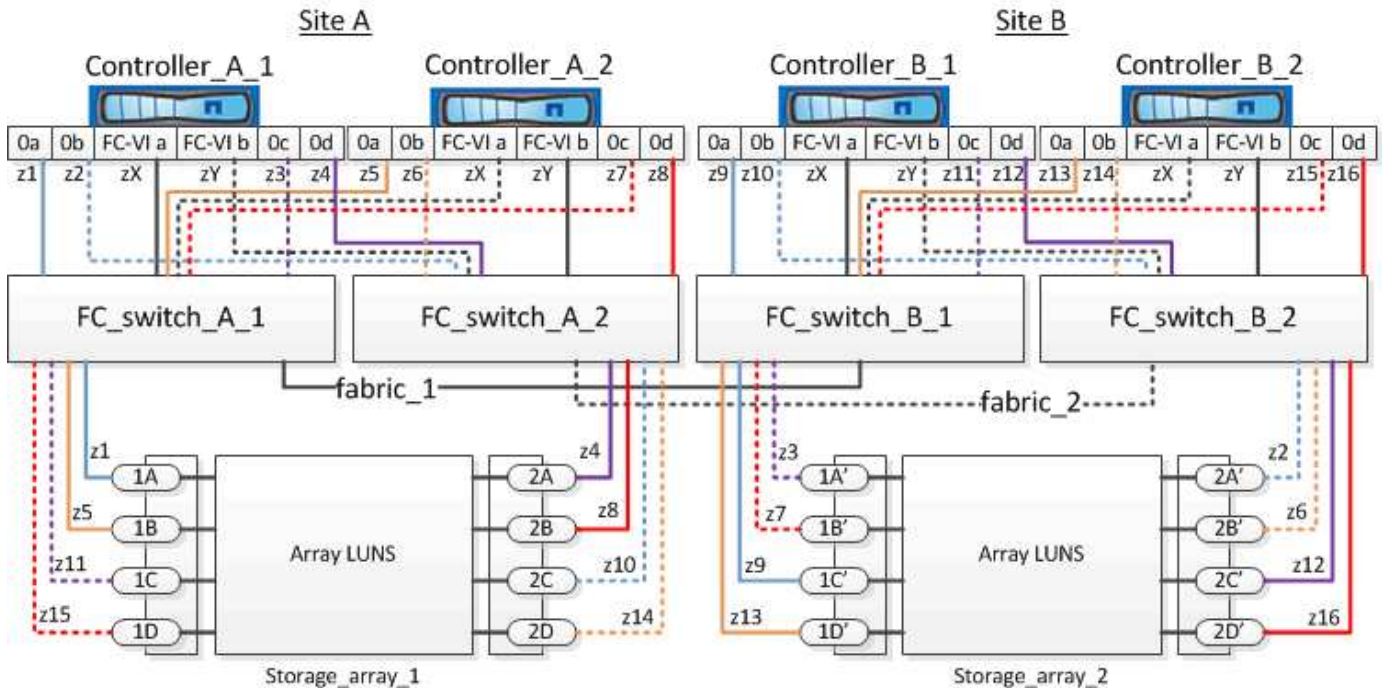 Site A Site B
Controller_A_1 Controller_A_2 Controller_B_1 Controller_B_2
0a 0b FC-VI a FC-VI b 0c 0d 0a 0b FC-VI a FC-VI b 0c 0d 0a 0b FC-VI a FC-VI b 0c 0d 0a 0b FC-VI a FC-VI b 0c 0d
z1 z2 zX zY z3 z4 z5 z6 zX zY z7 z8 z9 z10 zX zY z11 z12 z13 z14 zX zY z15 z16
FC_switch_A_1 FC_switch_A_2 FC_switch_B_1 FC_switch_B_2
fabric_1 fabric_2
z1 z4 z3 z2
1A 2A 1A' 2A'
z5 z8 z7 z6
1B 2B 1B' 2B'
Array LUNS Array LUNS
z11 z10 z9 z12
1C 2C 1C' 2C'
z15 z14 z13 z16
1D 2D 1D' 2D'
Storage_array_1 Storage_array_2